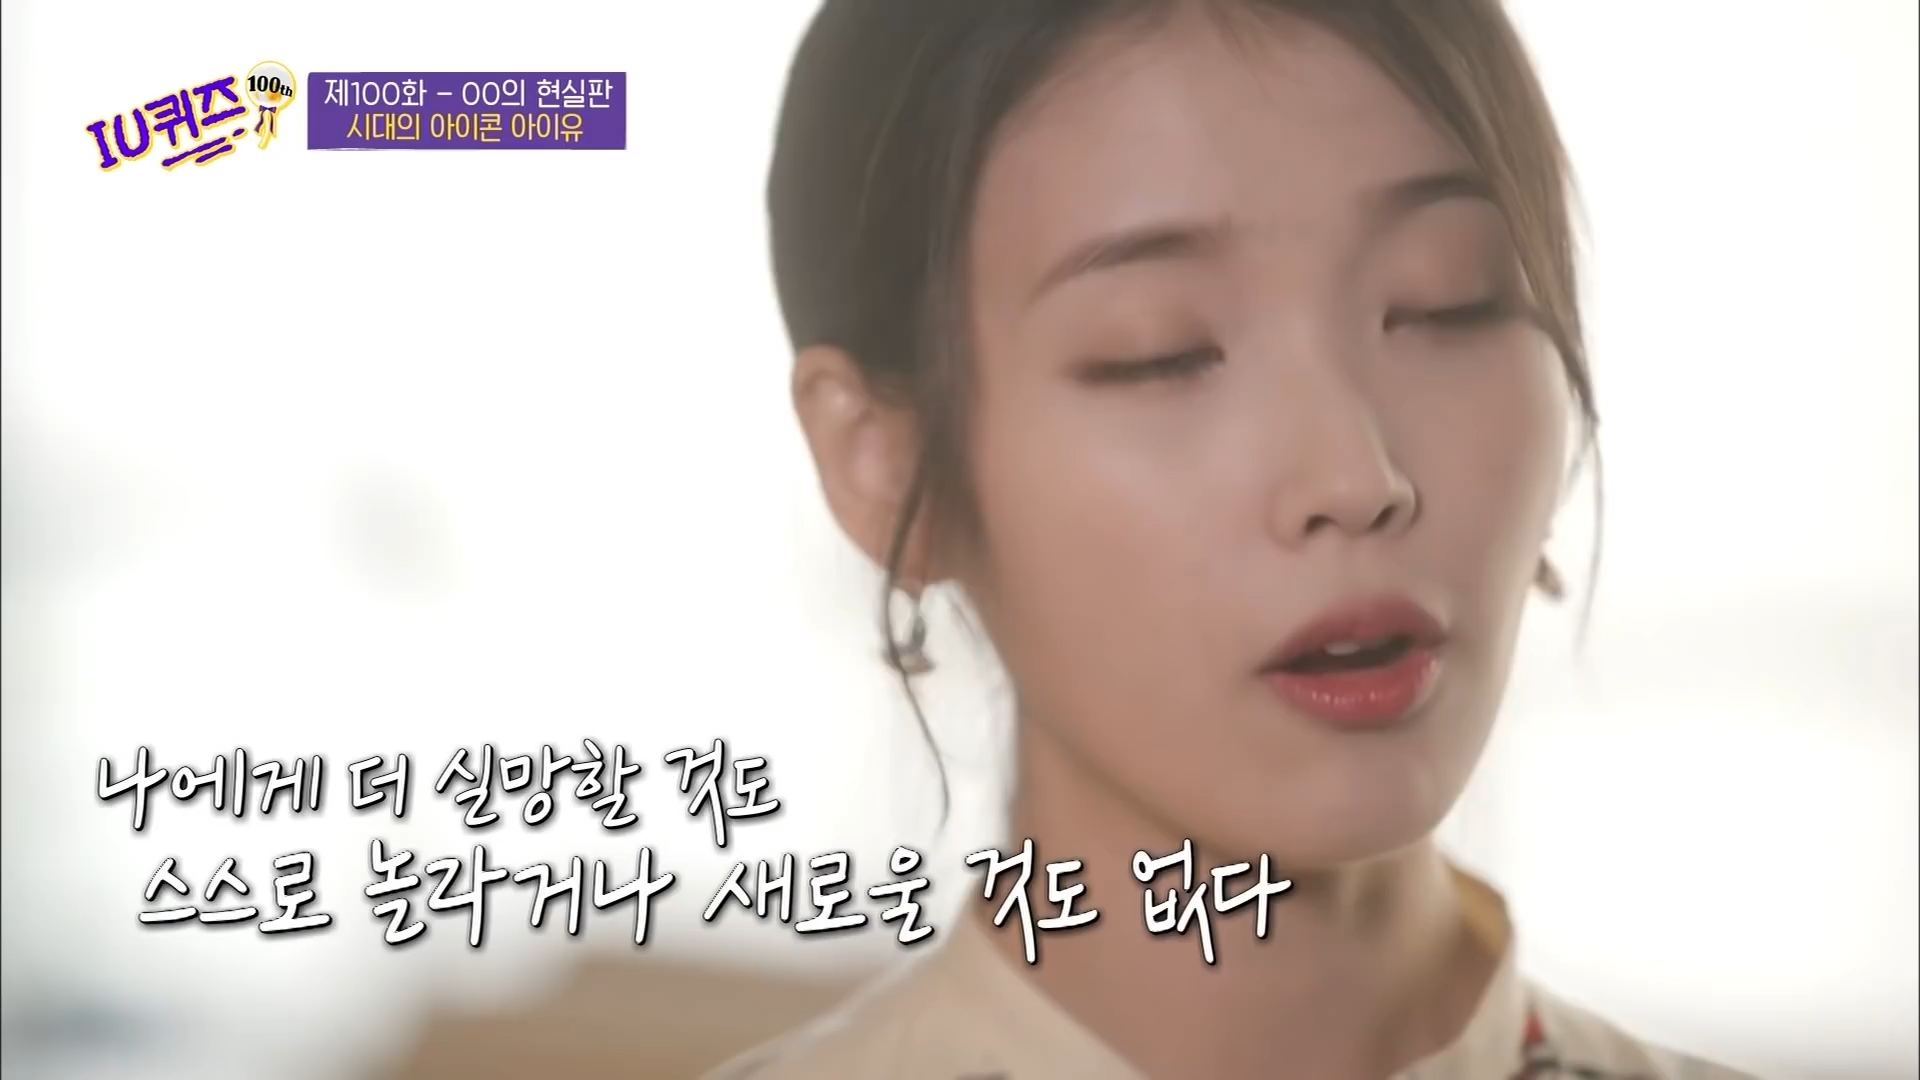 IU퀴즈
100th
제100화 - OO의 현실판
시대의 아이콘 아이유
나에게 더 실망할 것도
스스로 놀라거나 새로울 것도 없다